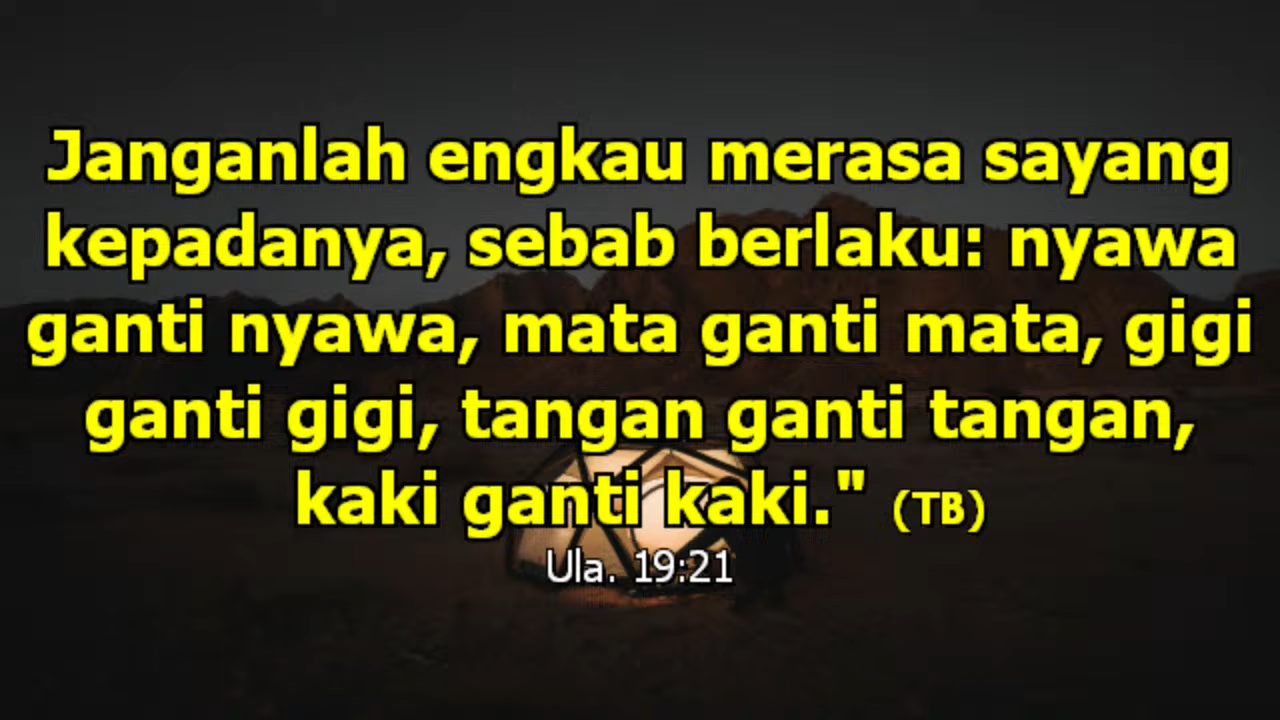 Janganlah engkau merasa sayang
kepadanya, sebab berlaku: nyawa
ganti nyawa, mata ganti mata, gigi
ganti gigi, tangan ganti tangan,
kaki ganti kaki." (TB)
Ula. 19:21